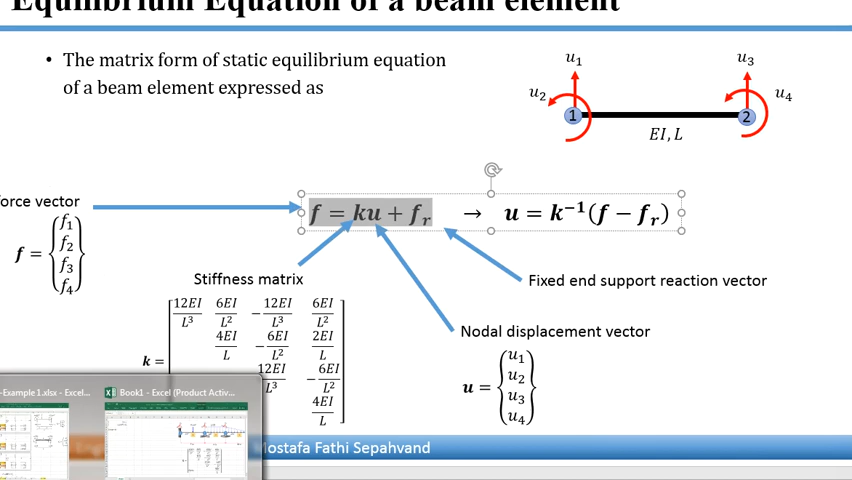 Equilibrium Equation of a beam element
• The matrix form of static equilibrium equation
of a beam element expressed as
u1
u3
u2
u4
1
2
EI, L
orce vector
f = ku + fr → u = k−1(f − fr)
f = {f1 f2 f3 f4}
Stiffness matrix
Fixed end support reaction vector
k =
12EI/L3 6EI/L2 −12EI/L3 6EI/L2
4EI/L −6EI/L2 2EI/L
12EI/L3 −6EI/L2
4EI/L
Nodal displacement vector
u = {u1 u2 u3 u4}
-Example 1.xlsx - Excel...
Book1 - Excel (Product Activ...
Mostafa Fathi Sepahvand